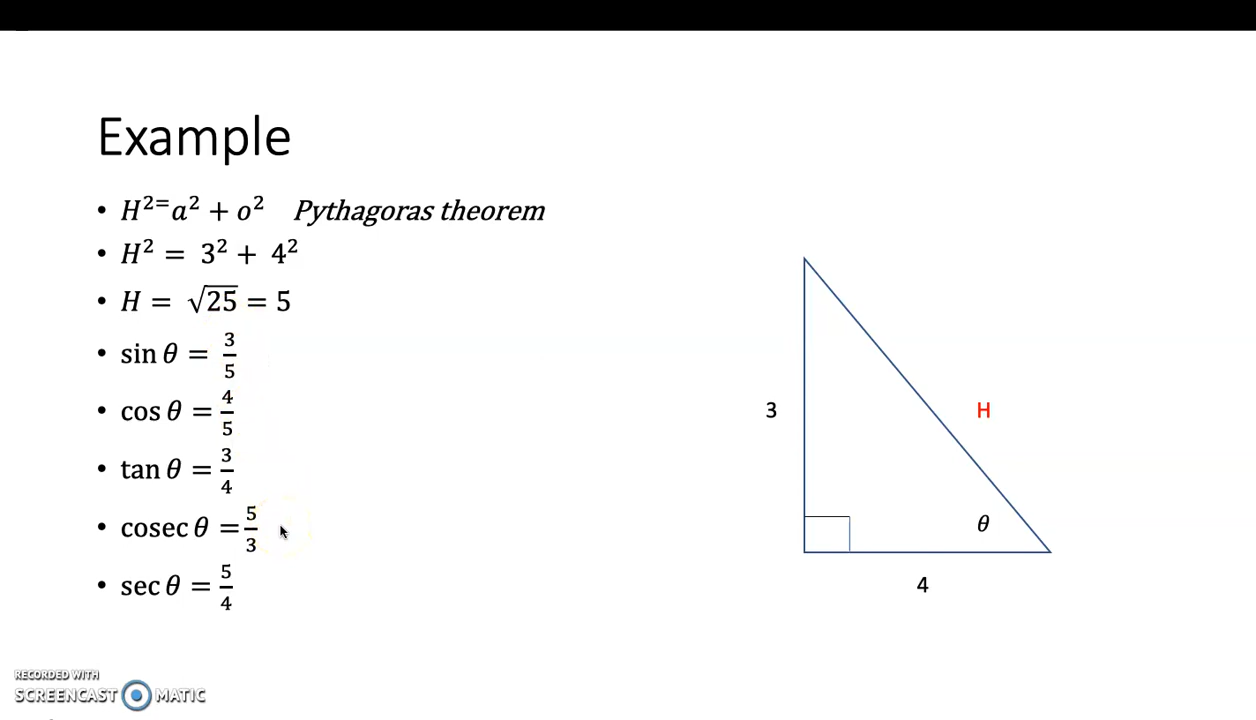 Example
• H²⁼a² + o² Pythagoras theorem
• H² = 3² + 4²
• H = √25 = 5
• sin θ = 3/5
• cos θ = 4/5
• tan θ = 3/4
• cosec θ = 5/3
• sec θ = 5/4
3
H
θ
4
RECORDED WITH
SCREENCAST MATIC